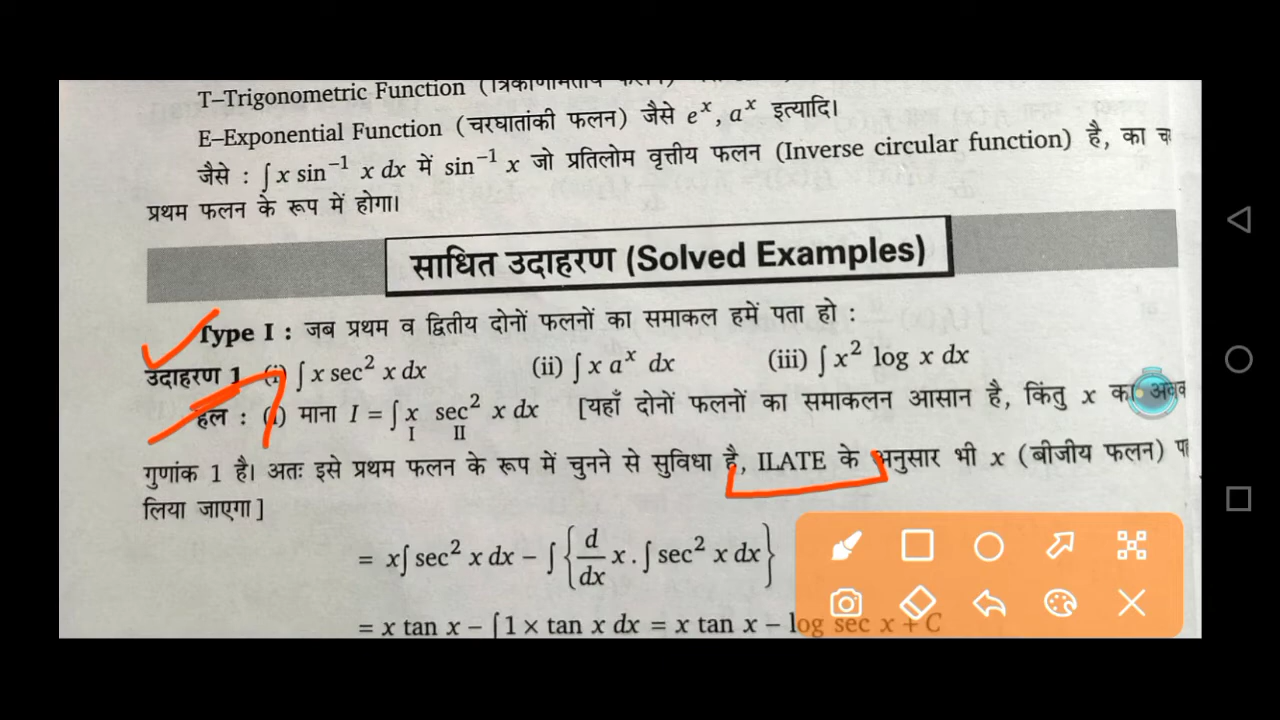 T–Trigonometric Function (त्रिकोणमितीय फलन)
E–Exponential Function (चरघातांकी फलन) जैसे eˣ, aˣ इत्यादि।
जैसे : ∫ x sin⁻¹ x dx में sin⁻¹ x जो प्रतिलोम वृत्तीय फलन (Inverse circular function) है, का
प्रथम फलन के रूप में होगा।
साधित उदाहरण (Solved Examples)
Type I : जब प्रथम व द्वितीय दोनों फलनों का समाकल हमें पता हो :
उदाहरण 1 (i) ∫ x sec² x dx (ii) ∫ x aˣ dx (iii) ∫ x² log x dx
हल : (i) माना I = ∫ x sec² x dx [यहाँ दोनों फलनों का समाकलन आसान है, किंतु x का
I II
गुणांक 1 है। अतः इसे प्रथम फलन के रूप में चुनने से सुविधा है, ILATE के अनुसार भी x (बीजीय फलन)
लिया जाएगा]
= x∫ sec² x dx – ∫ {d/dx x . ∫ sec² x dx}
= x tan x – ∫ 1 × tan x dx = x tan x – log sec x + C